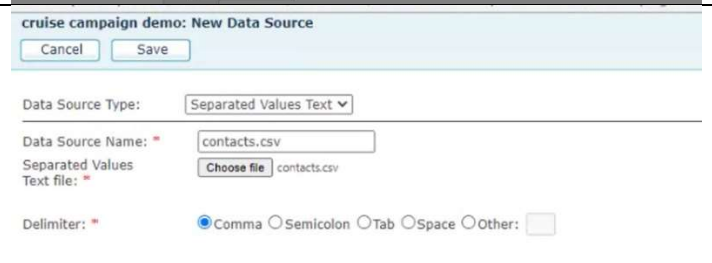 cruise campaign demo: New Data Source
Cancel Save
Data Source Type: Separated Values Text
Data Source Name: * contacts.csv
Separated Values
Text file: * Choose file contacts.csv
Delimiter: * Comma Semicolon Tab Space Other: